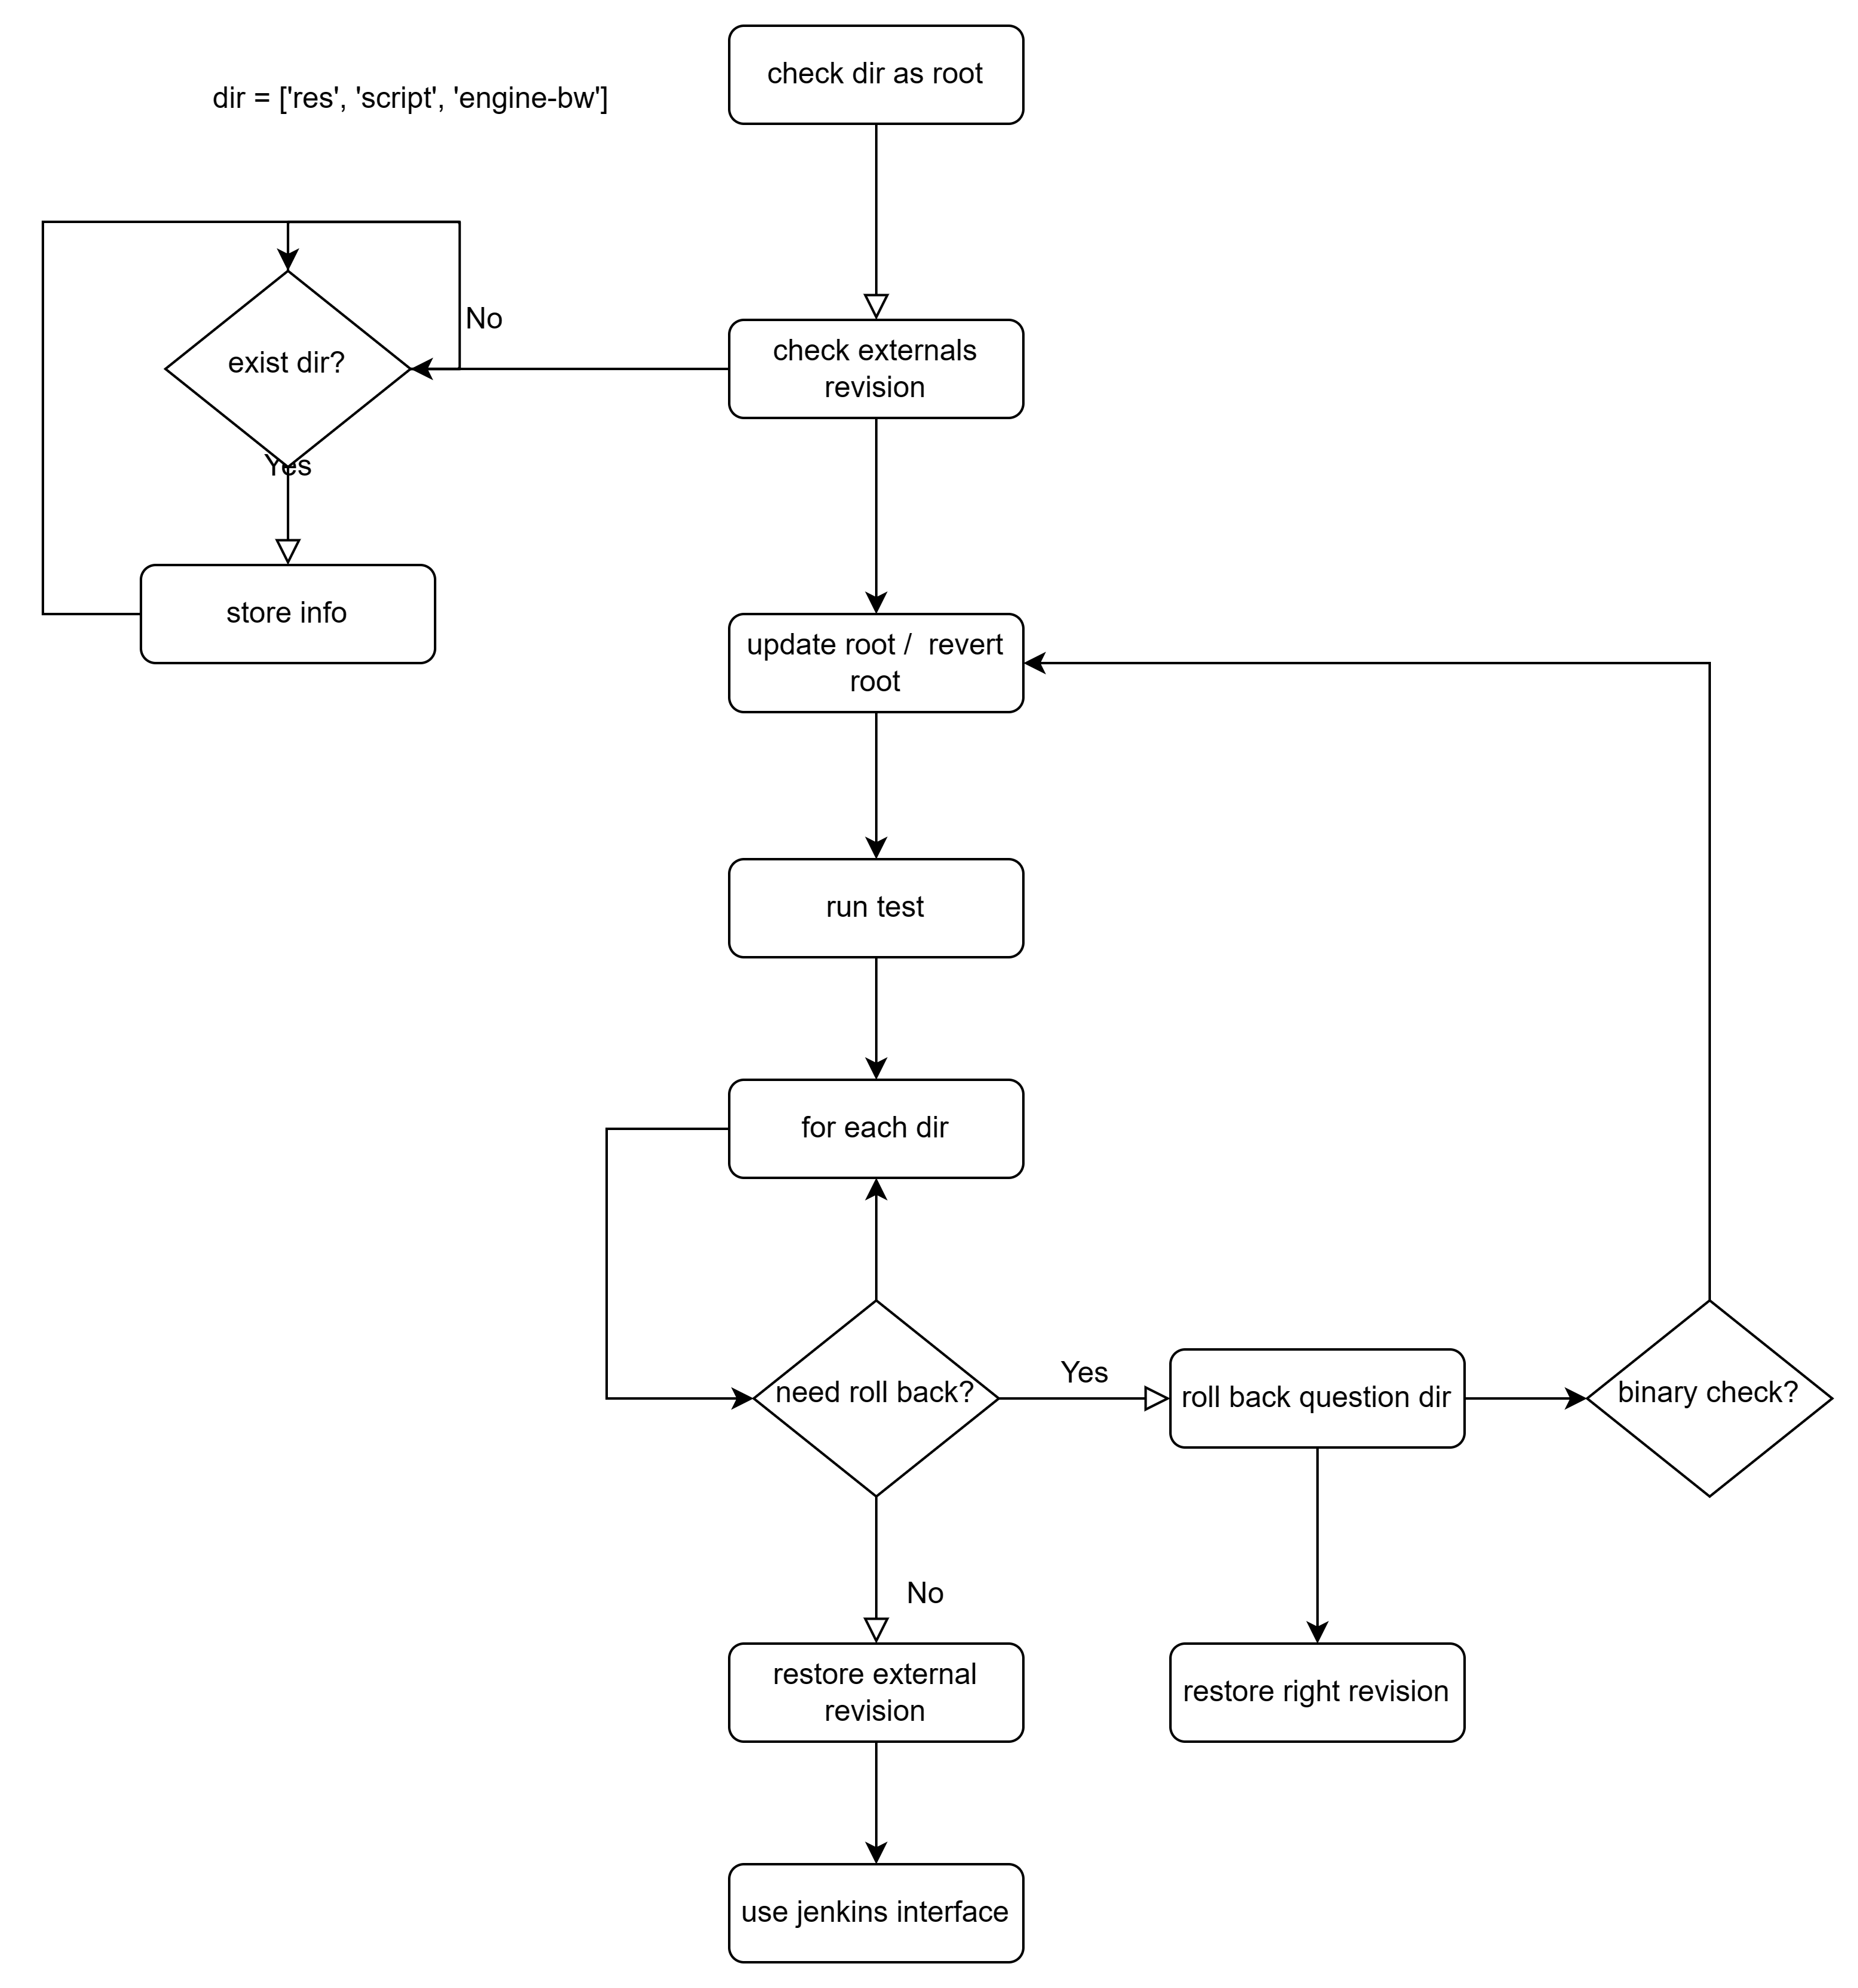 check dir as root
dir = ['res', 'script', 'engine-bw']
No
exist dir?
check externals
revision
Yes
store info
update root /  revert
root
run test
for each dir
need roll back?
Yes
roll back question dir
binary check?
No
restore external
revision
restore right revision
use jenkins interface